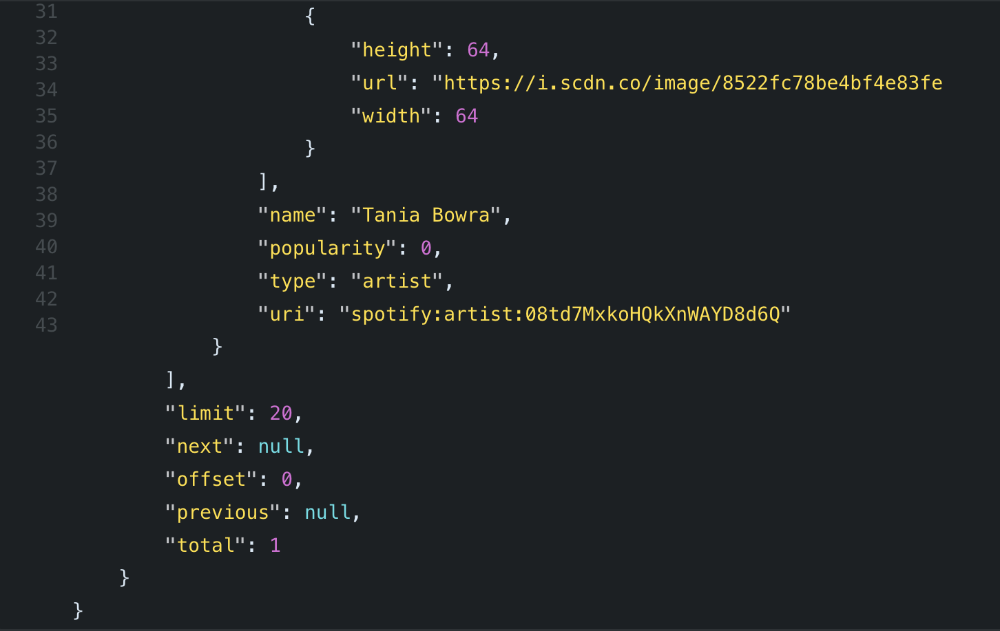 31 {
32 "height": 64,
33 "url": "https://i.scdn.co/image/8522fc78be4bf4e83fe
34 "width": 64
35 }
36 ],
37 "name": "Tania Bowra",
38 "popularity": 0,
39 "type": "artist",
40 "uri": "spotify:artist:08td7MxkoHQkXnWAYD8d6Q"
41 }
42 ],
43 "limit": 20,
"next": null,
"offset": 0,
"previous": null,
"total": 1
}
}